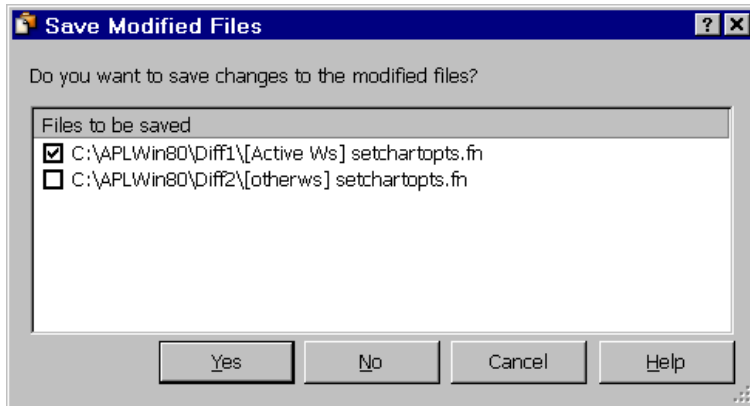 Save Modified Files
Do you want to save changes to the modified files?
Files to be saved
C:\APLWin80\Diff1\[Active Ws] setchartopts.fn
C:\APLWin80\Diff2\[otherws] setchartopts.fn
Yes No Cancel Help